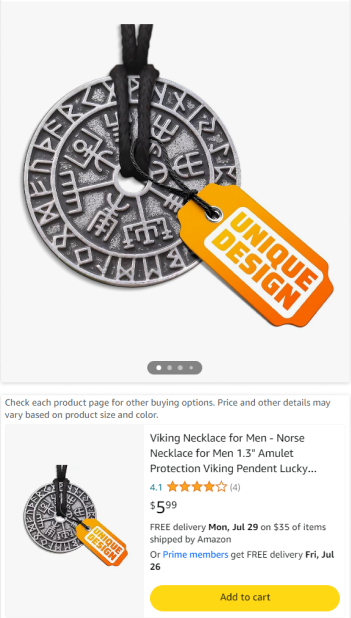 UNIQUE
DESIGN
Check each product page for other buying options. Price and other details may
vary based on product size and color.
UNIQUE
DESIGN
Viking Necklace for Men - Norse
Necklace for Men 1.3" Amulet
Protection Viking Pendent Lucky...
4.1 (4)
$599
FREE delivery Mon, Jul 29 on $35 of items
shipped by Amazon
Or Prime members get FREE delivery Fri, Jul
26
Add to cart